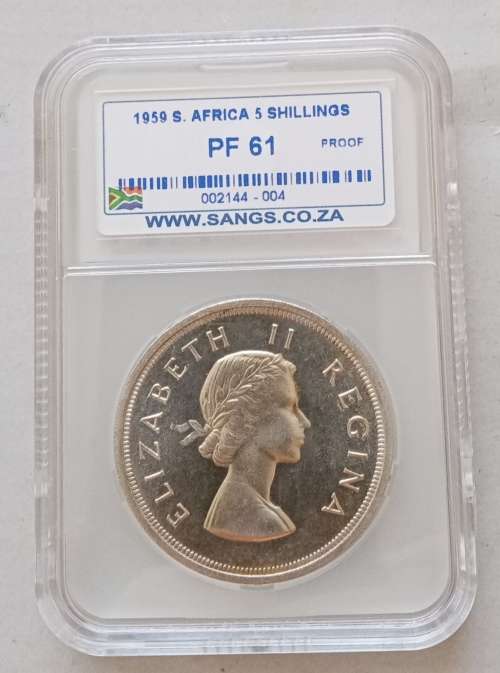 1959 S. AFRICA 5 SHILLINGS
PF 61 PROOF
002144 - 004
WWW.SANGS.CO.ZA
ELIZABETH II REGINA